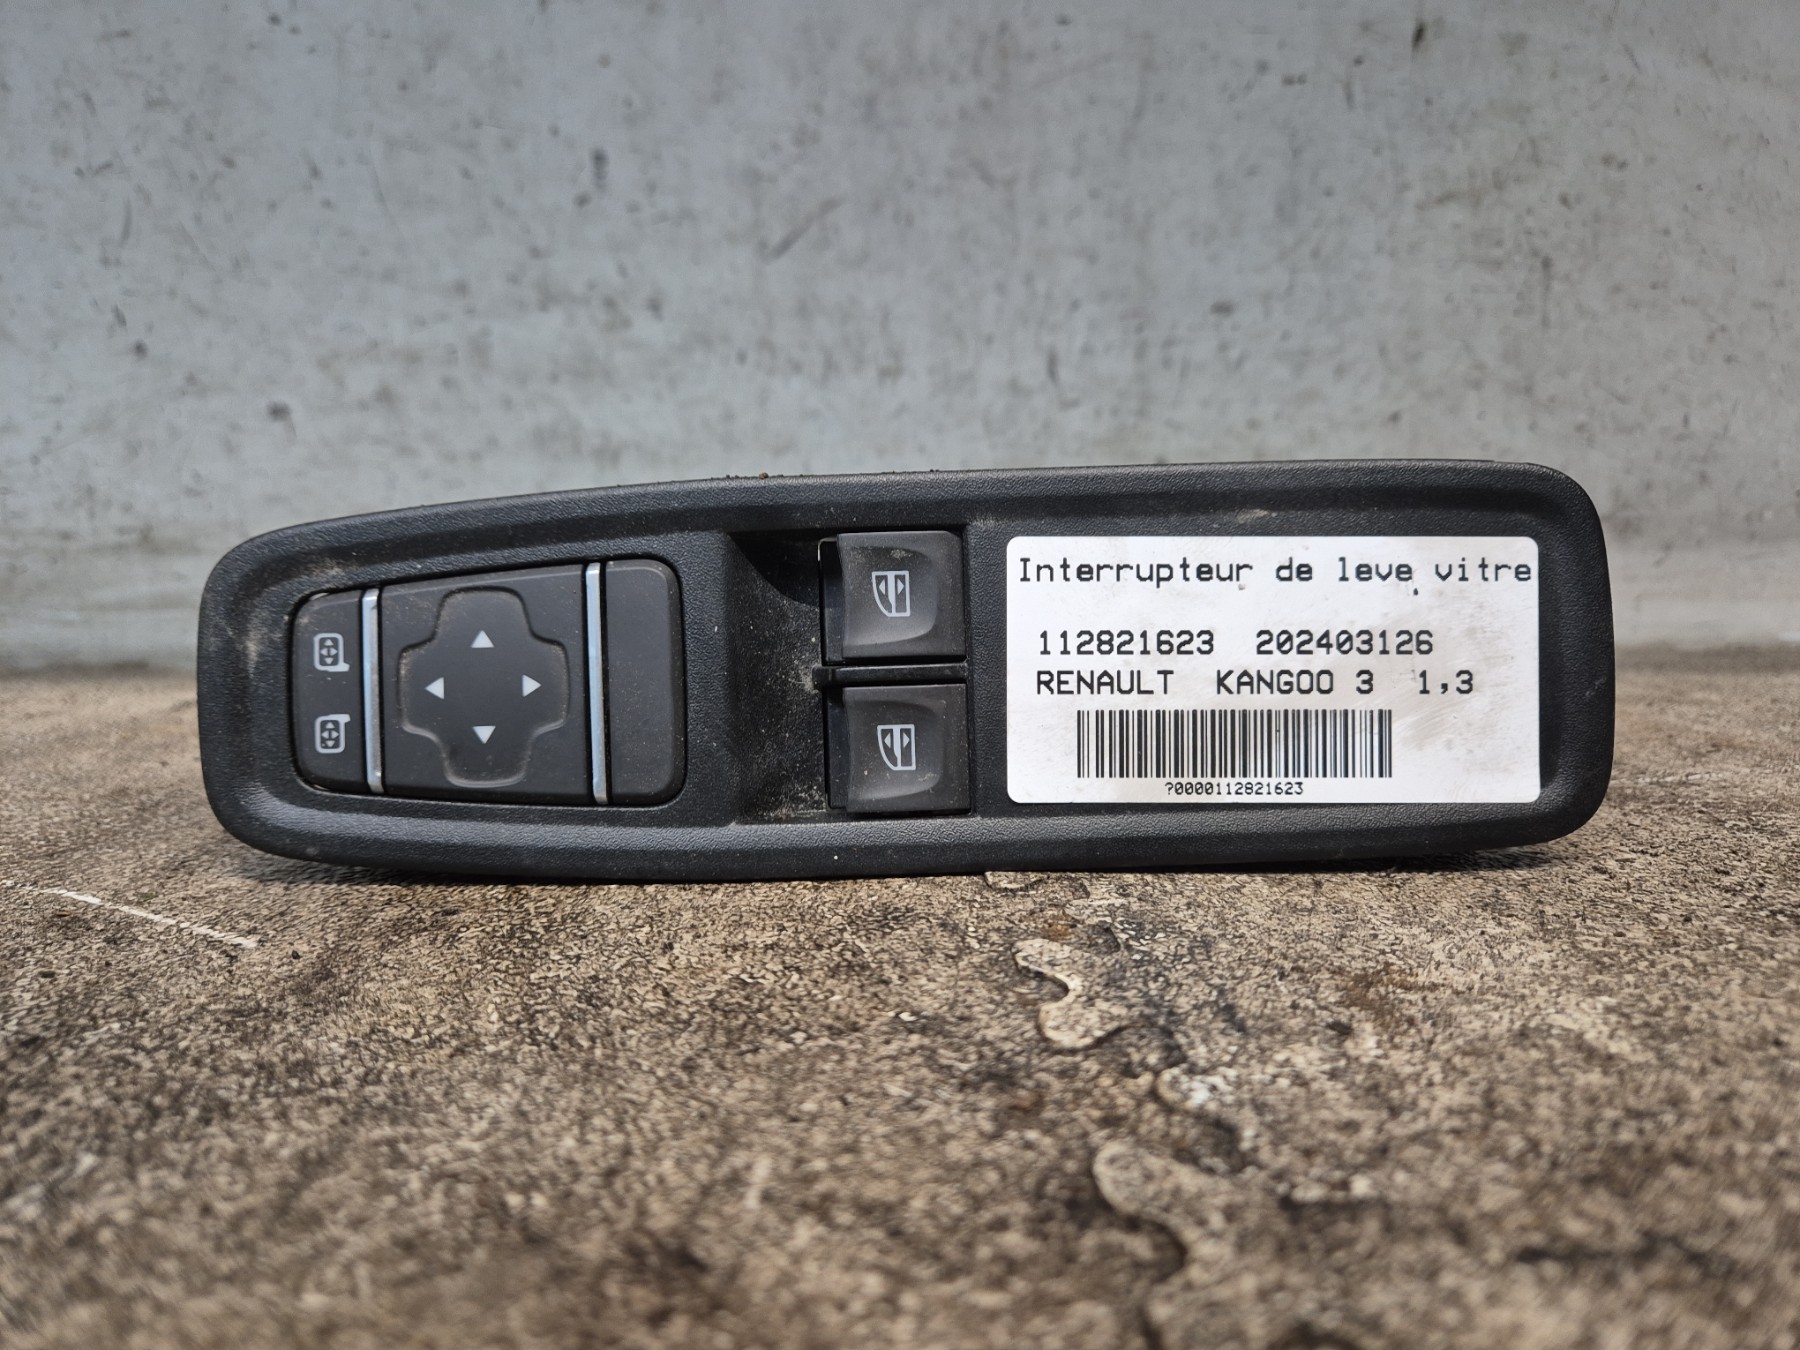 Interrupteur de leve vitre
112821623 202403126
RENAULT KANGOO 3 1,3
?0000112821623